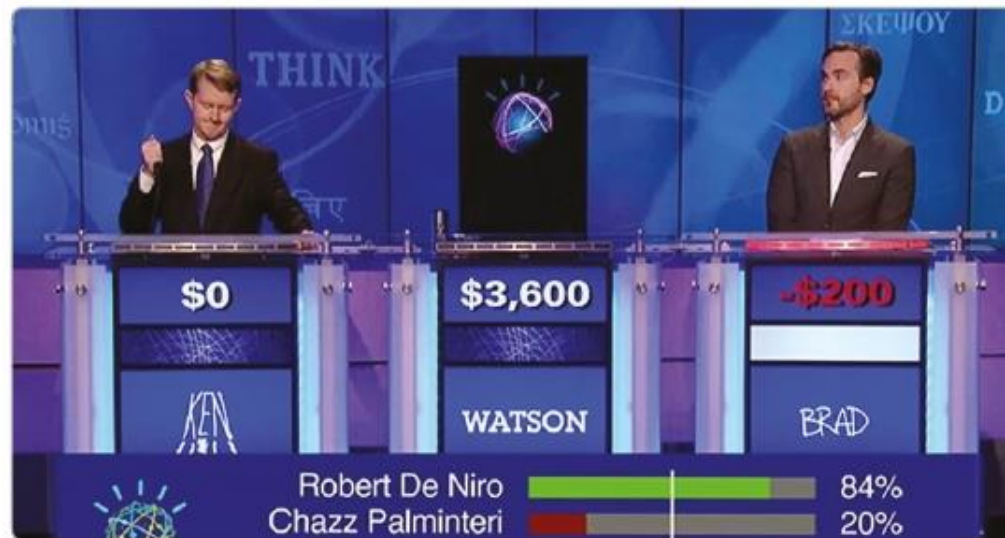 THINK
ΣΚΕΨΟΥ
$0
$3,600
-$200
KEN
WATSON
BRAD
Robert De Niro 84%
Chazz Palminteri 20%